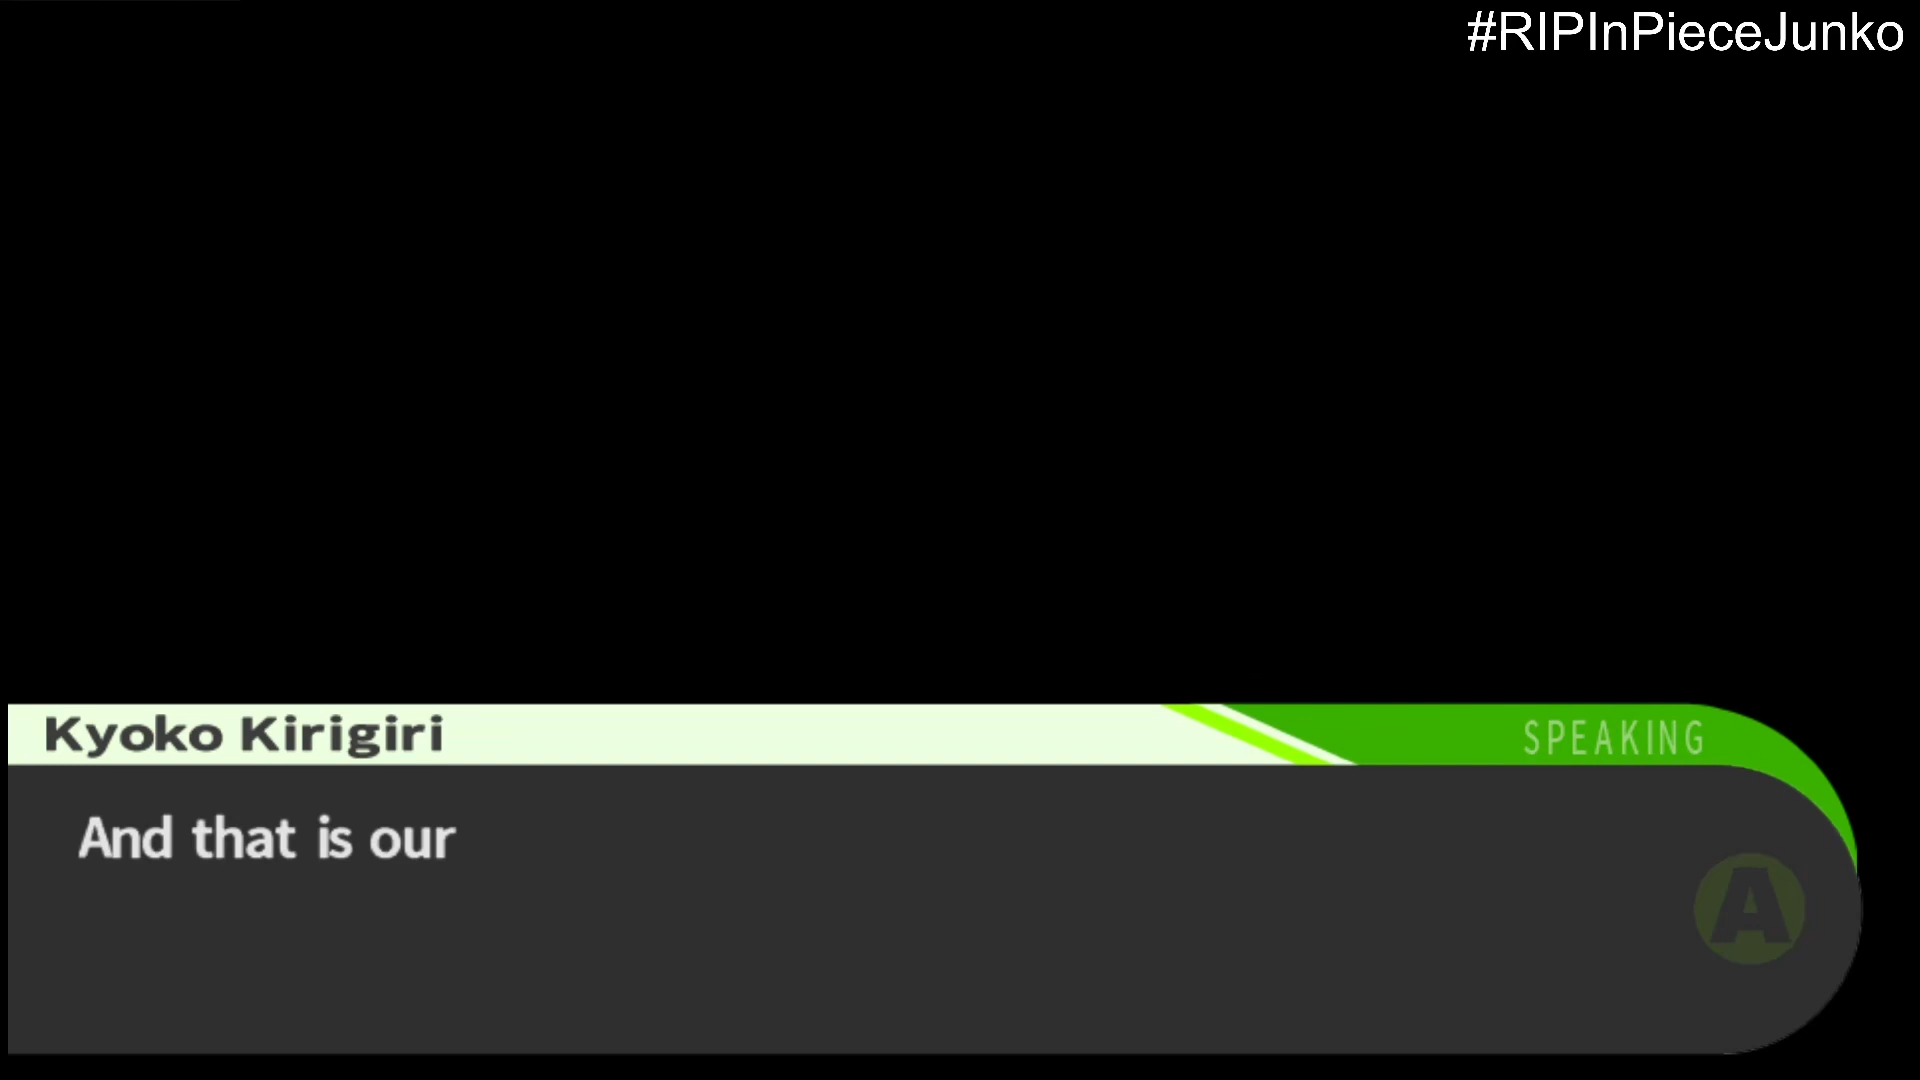 #RIPInPieceJunko
Kyoko Kirigiri
SPEAKING
And that is our
A